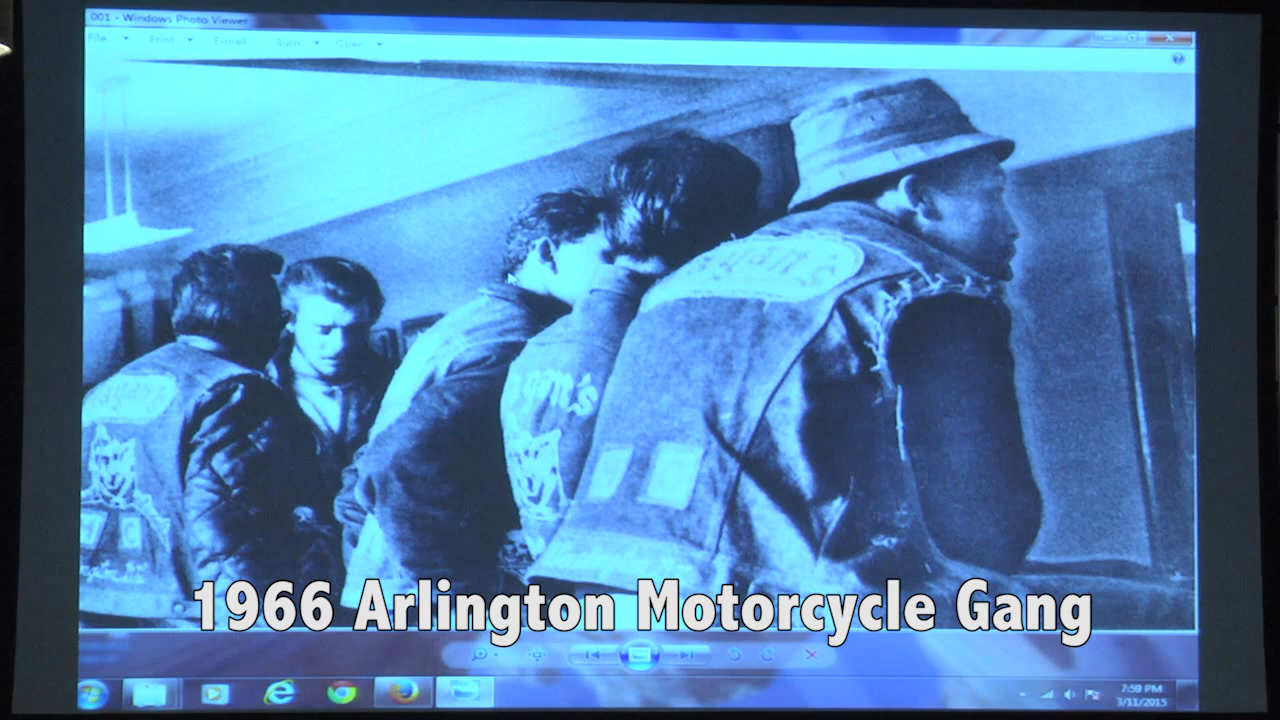 001 - Windows Photo Viewer
File Print E-mail Burn Open
1966 Arlington Motorcycle Gang
7:59 PM
3/11/2015